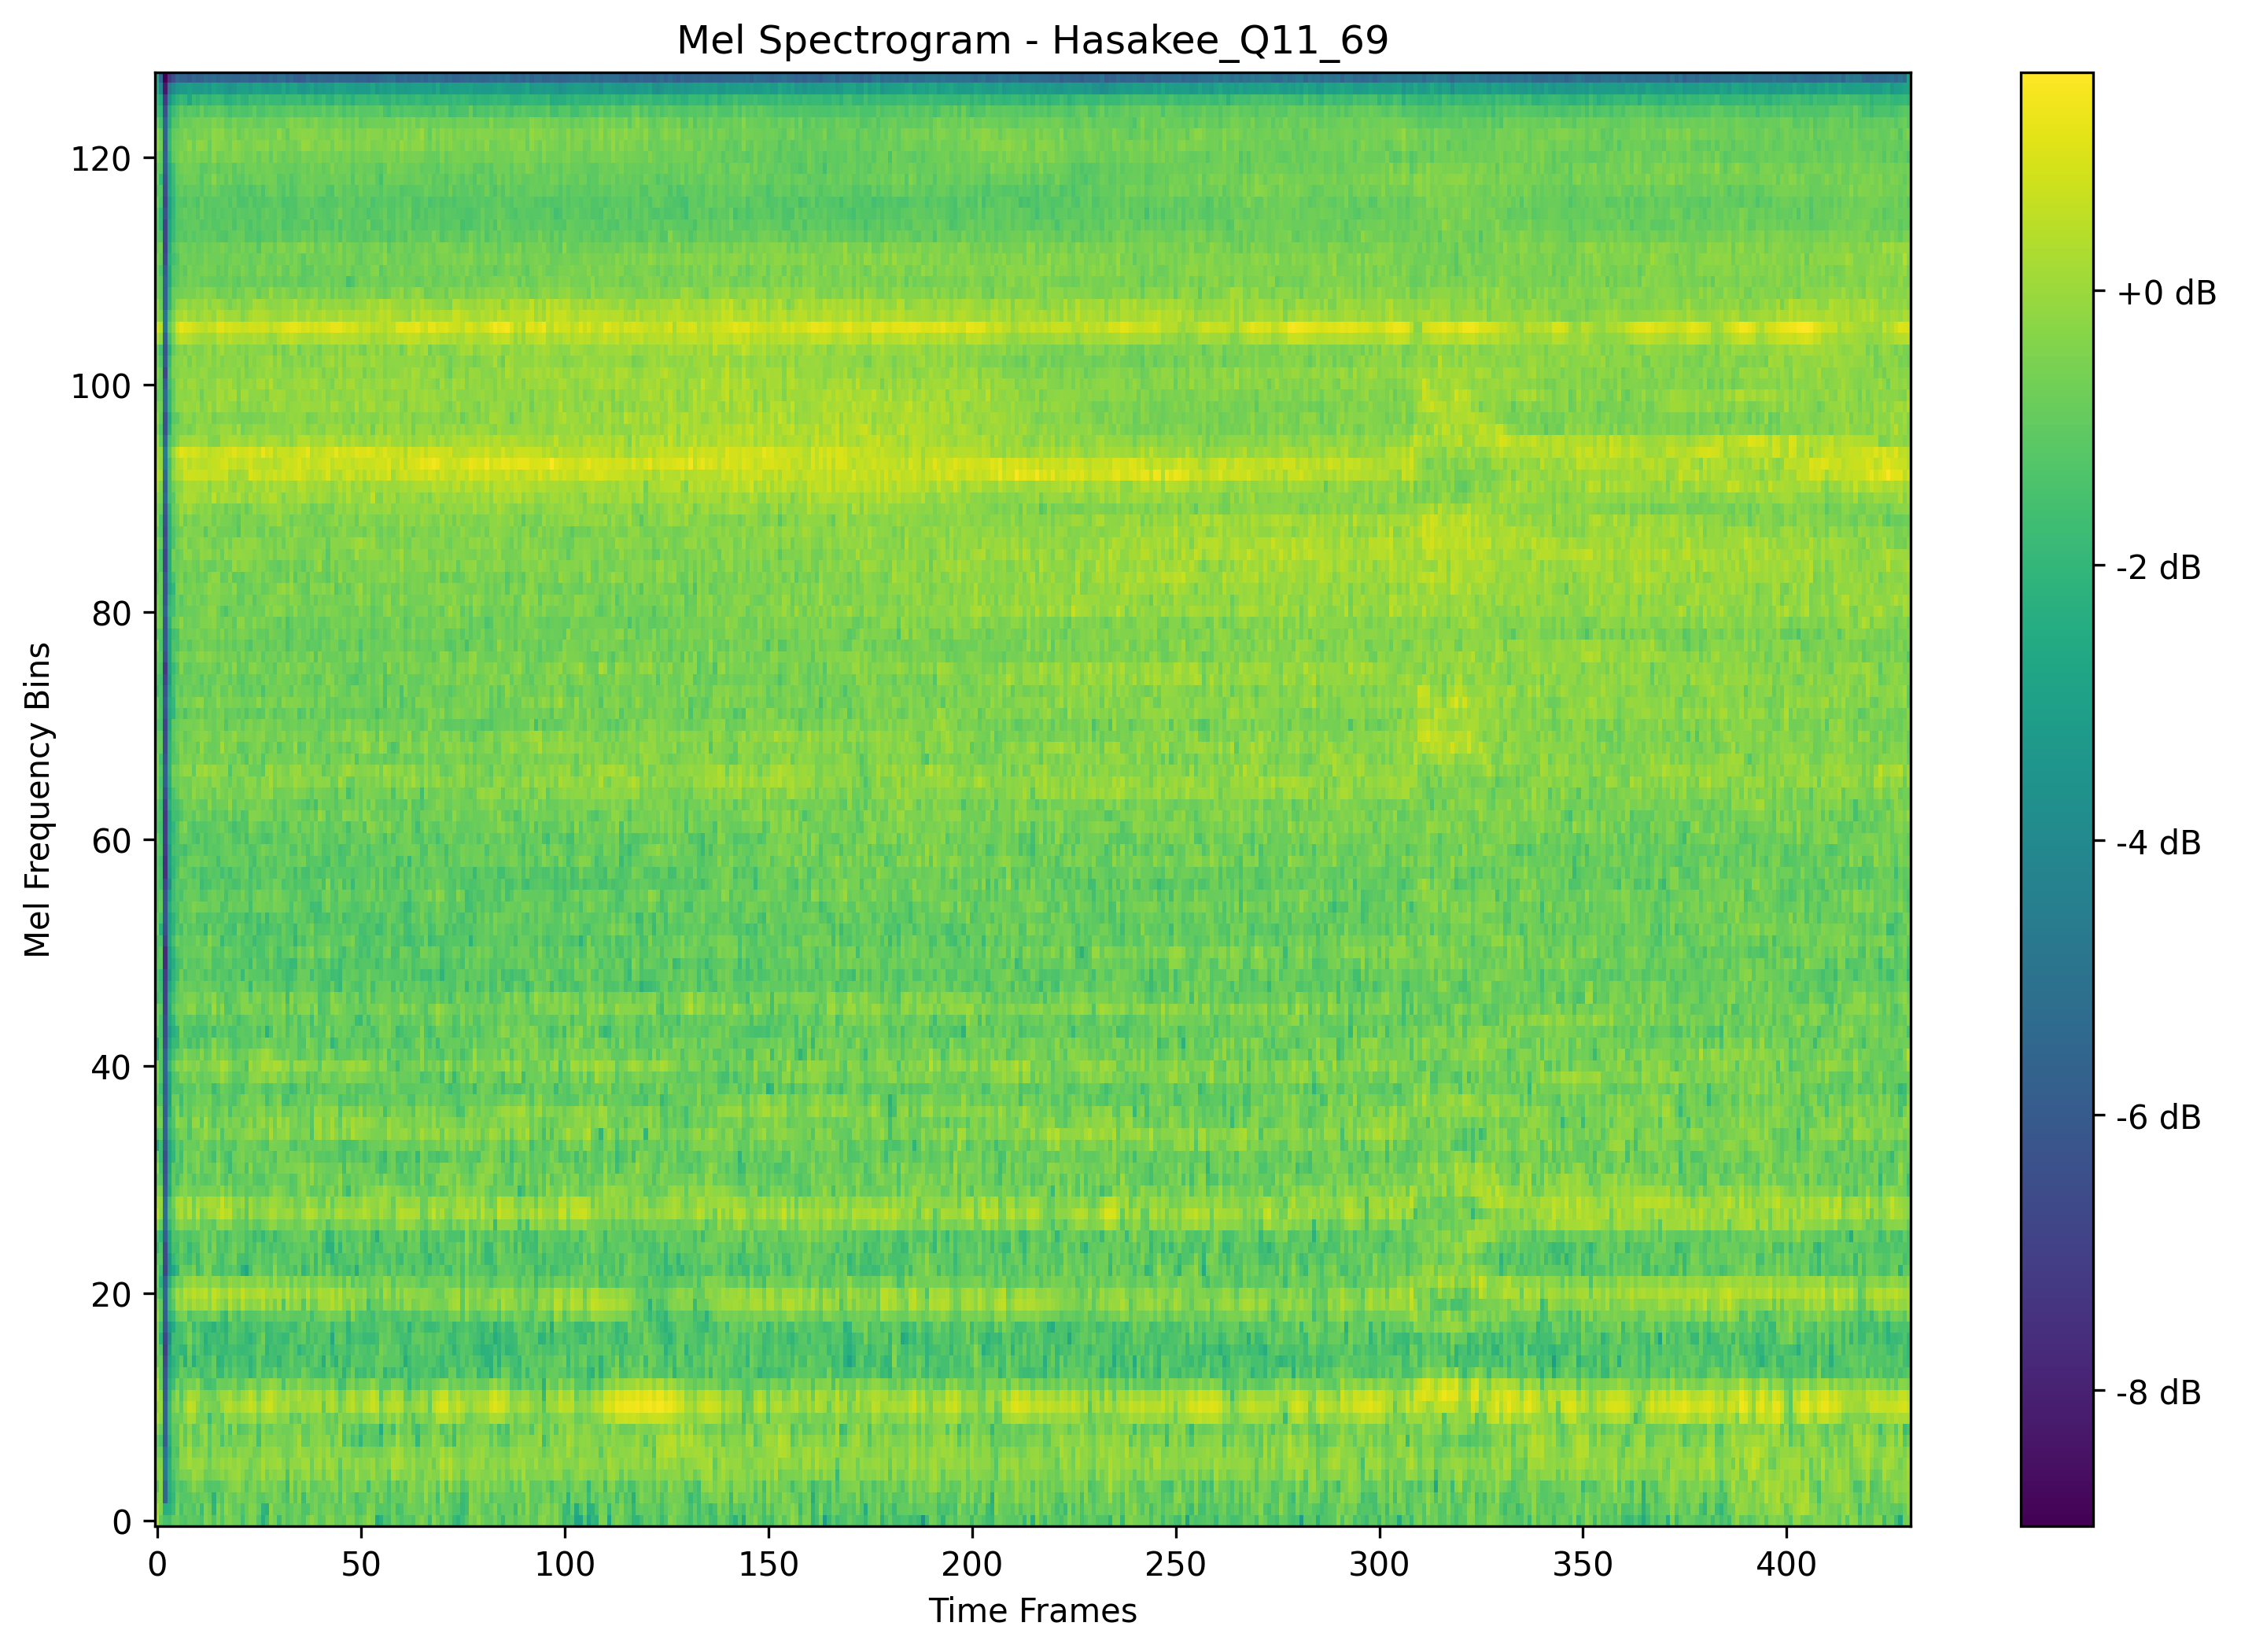 Mel Spectrogram - Hasakee_Q11_69
Mel Frequency Bins
120
100
80
60
40
20
0
0 50 100 150 200 250 300 350 400
Time Frames
+0 dB
-2 dB
-4 dB
-6 dB
-8 dB